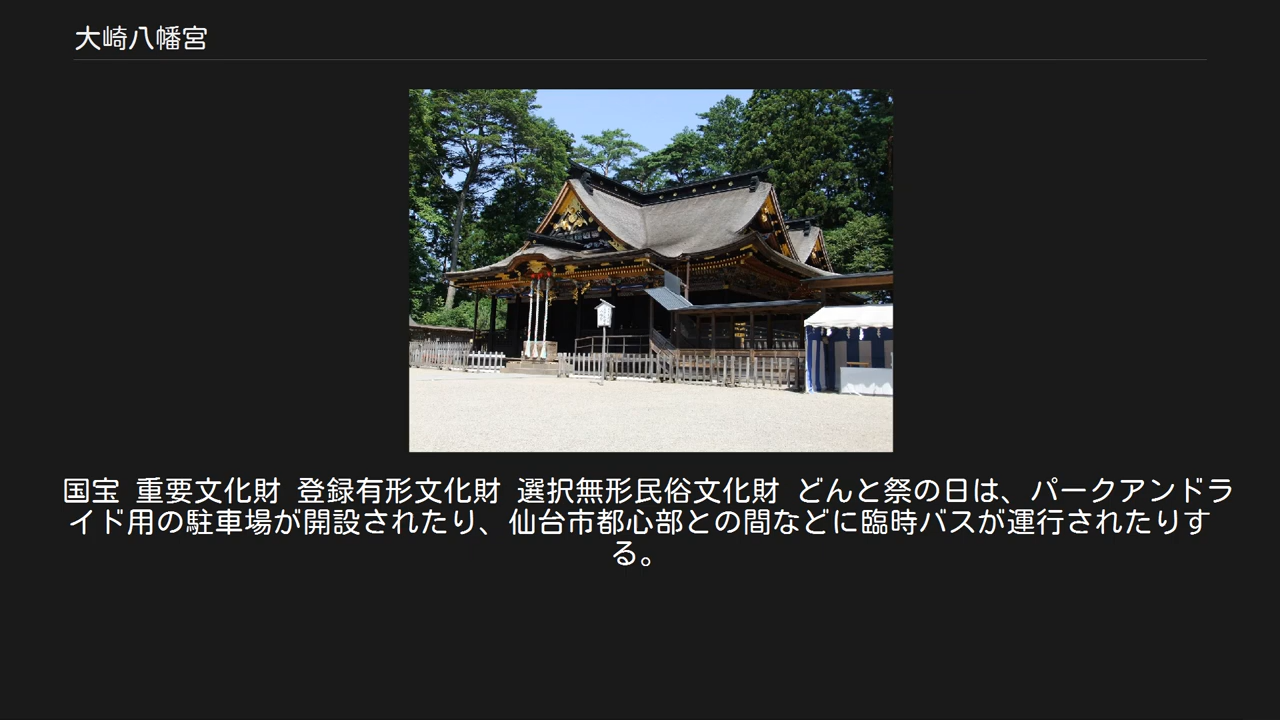 大崎八幡宮
国宝 重要文化財 登録有形文化財 選択無形民俗文化財 どんと祭の日は、パークアンドラ
イド用の駐車場が開設されたり、仙台市都心部との間などに臨時バスが運行されたりす
る。